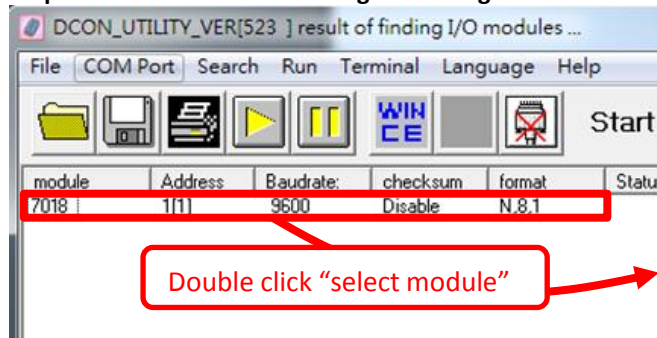 DCON_UTILITY_VER[523 ] result of finding I/O modules ...
File COM Port Search Run Terminal Language Help
WIN CE Start
module Address Baudrate: checksum format Statu
7018 1[1] 9600 Disable N,8,1
Double click “select module”